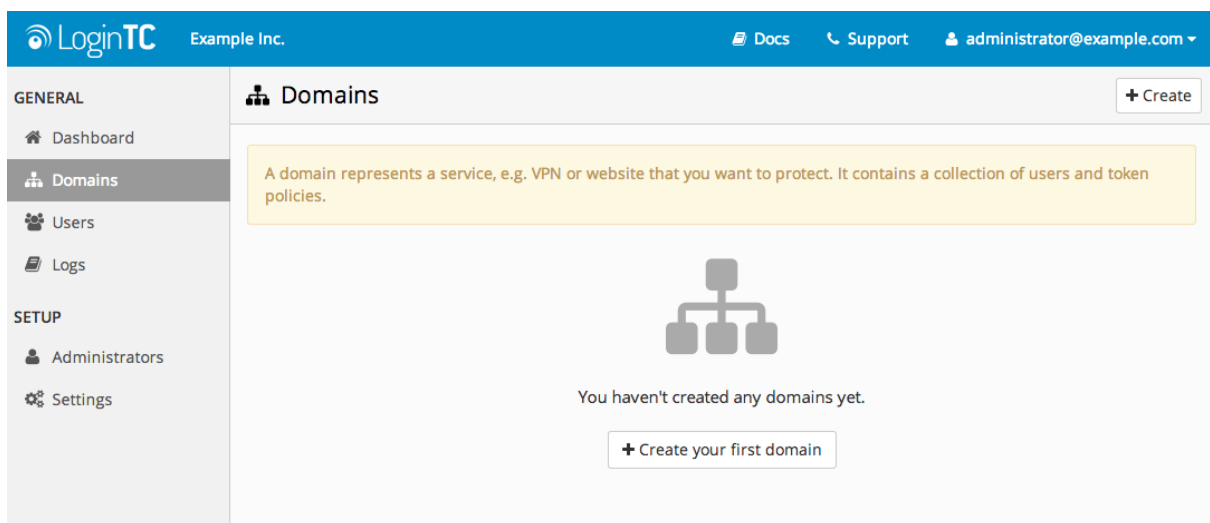 LoginTC Example Inc. Docs Support administrator@example.com
GENERAL
Dashboard
Domains
Users
Logs
SETUP
Administrators
Settings
Domains
+ Create
A domain represents a service, e.g. VPN or website that you want to protect. It contains a collection of users and token
policies.
You haven't created any domains yet.
+ Create your first domain